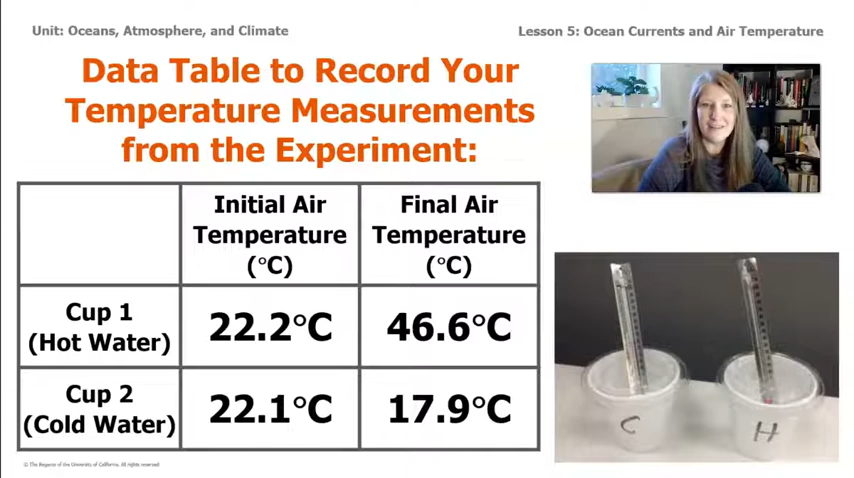 Unit: Oceans, Atmosphere, and Climate
Lesson 5: Ocean Currents and Air Temperature
Data Table to Record Your
Temperature Measurements
from the Experiment:
Initial Air
Temperature
(°C)
Final Air
Temperature
(°C)
Cup 1
(Hot Water)
22.2°C
46.6°C
Cup 2
(Cold Water)
22.1°C
17.9°C
C
H
© The Regents of the University of California. All rights reserved